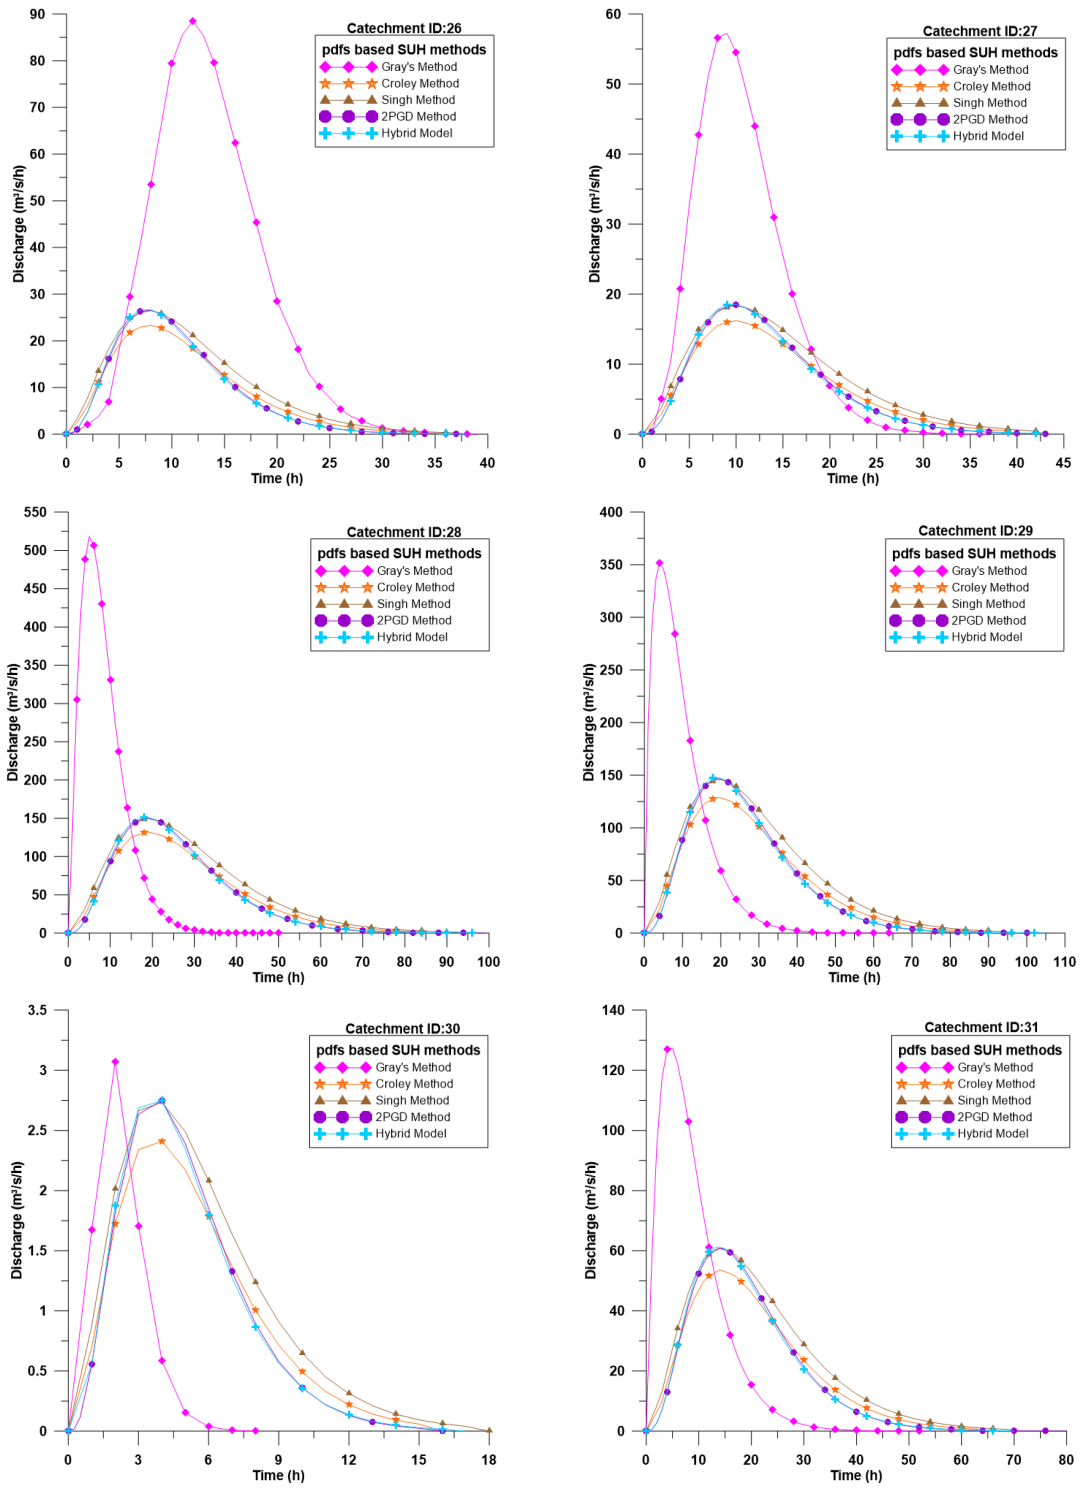 Catechment ID:26
pdfs based SUH methods
Gray's Method
Croley Method
Singh Method
2PGD Method
Hybrid Model
Discharge (m³/s/h)
90
80
70
60
50
40
30
20
10
0
0 5 10 15 20 25 30 35 40
Time (h)
Catechment ID:27
pdfs based SUH methods
Gray's Method
Croley Method
Singh Method
2PGD Method
Hybrid Model
Discharge (m³/s/h)
60
50
40
30
20
10
0
0 5 10 15 20 25 30 35 40 45
Time (h)
Catechment ID:28
pdfs based SUH methods
Gray's Method
Croley Method
Singh Method
2PGD Method
Hybrid Model
Discharge (m³/s/h)
550
500
450
400
350
300
250
200
150
100
50
0
0 10 20 30 40 50 60 70 80 90 100
Time (h)
Catechment ID:29
pdfs based SUH methods
Gray's Method
Croley Method
Singh Method
2PGD Method
Hybrid Model
Discharge (m³/s/h)
400
350
300
250
200
150
100
50
0
0 10 20 30 40 50 60 70 80 90 100 110
Time (h)
Catechment ID:30
pdfs based SUH methods
Gray's Method
Croley Method
Singh Method
2PGD Method
Hybrid Model
Discharge (m³/s/h)
3.5
3
2.5
2
1.5
1
0.5
0
0 3 6 9 12 15 18
Time (h)
Catechment ID:31
pdfs based SUH methods
Gray's Method
Croley Method
Singh Method
2PGD Method
Hybrid Model
Discharge (m³/s/h)
140
120
100
80
60
40
20
0
0 10 20 30 40 50 60 70 80
Time (h)